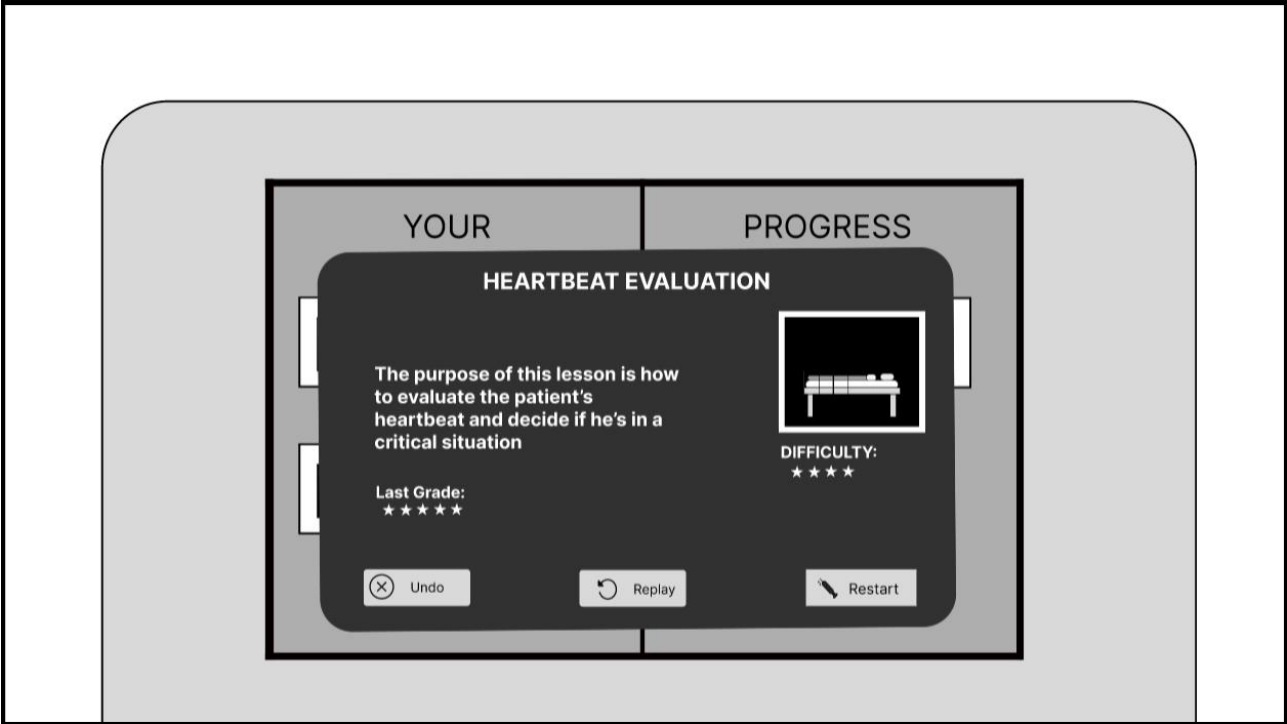 YOUR PROGRESS
HEARTBEAT EVALUATION
The purpose of this lesson is how
to evaluate the patient's
heartbeat and decide if he's in a
critical situation
DIFFICULTY:
★★★★
Last Grade:
★★★★★
Undo
Replay
Restart